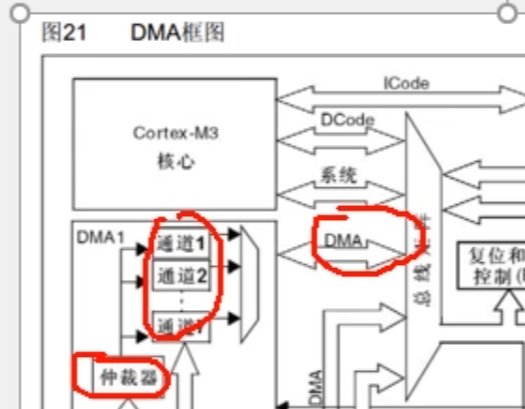 图21 DMA框图
ICode
Cortex-M3
核心
DCode
系统
DMA1
通道1
通道2
通道7
DMA
总线矩阵
复位和
控制(
仲裁器
DMA